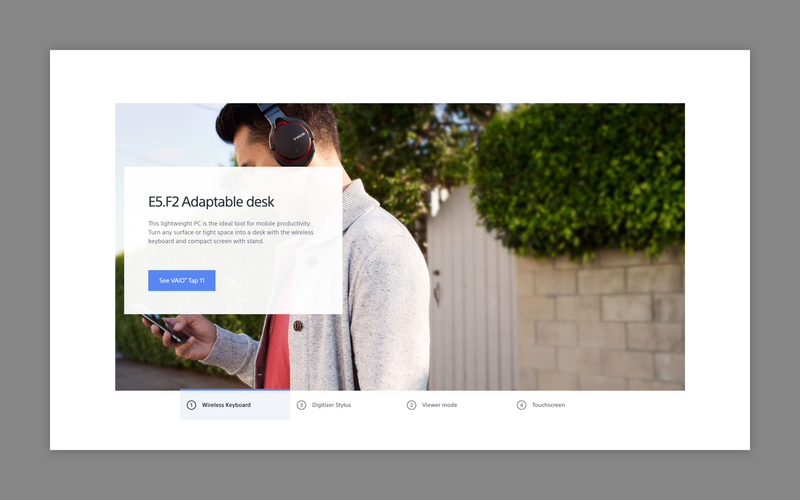 SONY
E5.F2 Adaptable desk
This lightweight PC is the ideal tool for mobile productivity.
Turn any surface or tight space into a desk with the wireless
keyboard and compact screen with stand.
See VAIO® Tap 11
1 Wireless Keyboard
3 Digitizer Stylus
2 Viewer mode
4 Touchscreen